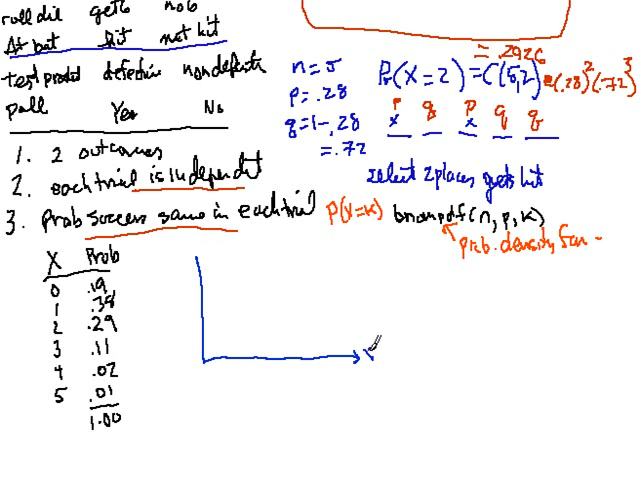 roll die get 6 not 6
At bat hit not hit
test prodct defective nondefective
poll Yes No
1. 2 outcomes
2. each trial is independent
3. Prob success same in each trial
X Prob
0 .19
1 .38
2 .29
3 .11
4 .02
5 .01
1.00
= .2926
n = 5
p = .28
q = 1 - .28
= .72
Pr(X = 2) = C(5,2) (.28)² (.72)³
p q p q q
x x
select 2 places gets hit
P(X=K) binompdf(n, p, k)
prob. density fcn